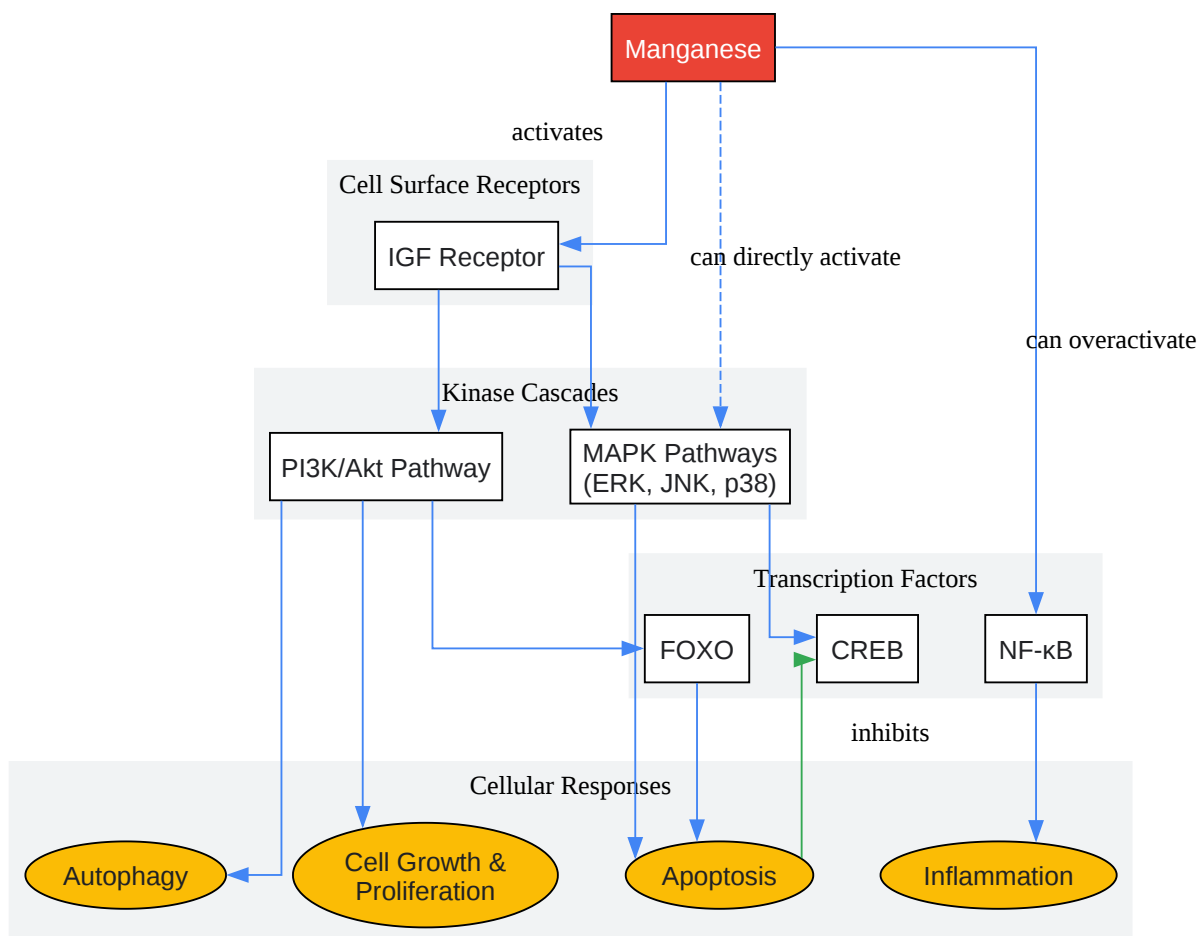 Manganese
activates
Cell Surface Receptors
IGF Receptor
can directly activate
can overactivate
Kinase Cascades
PI3K/Akt Pathway
MAPK Pathways
(ERK, JNK, p38)
Transcription Factors
FOXO
CREB
NF-κB
inhibits
Cellular Responses
Autophagy
Cell Growth &
Proliferation
Apoptosis
Inflammation